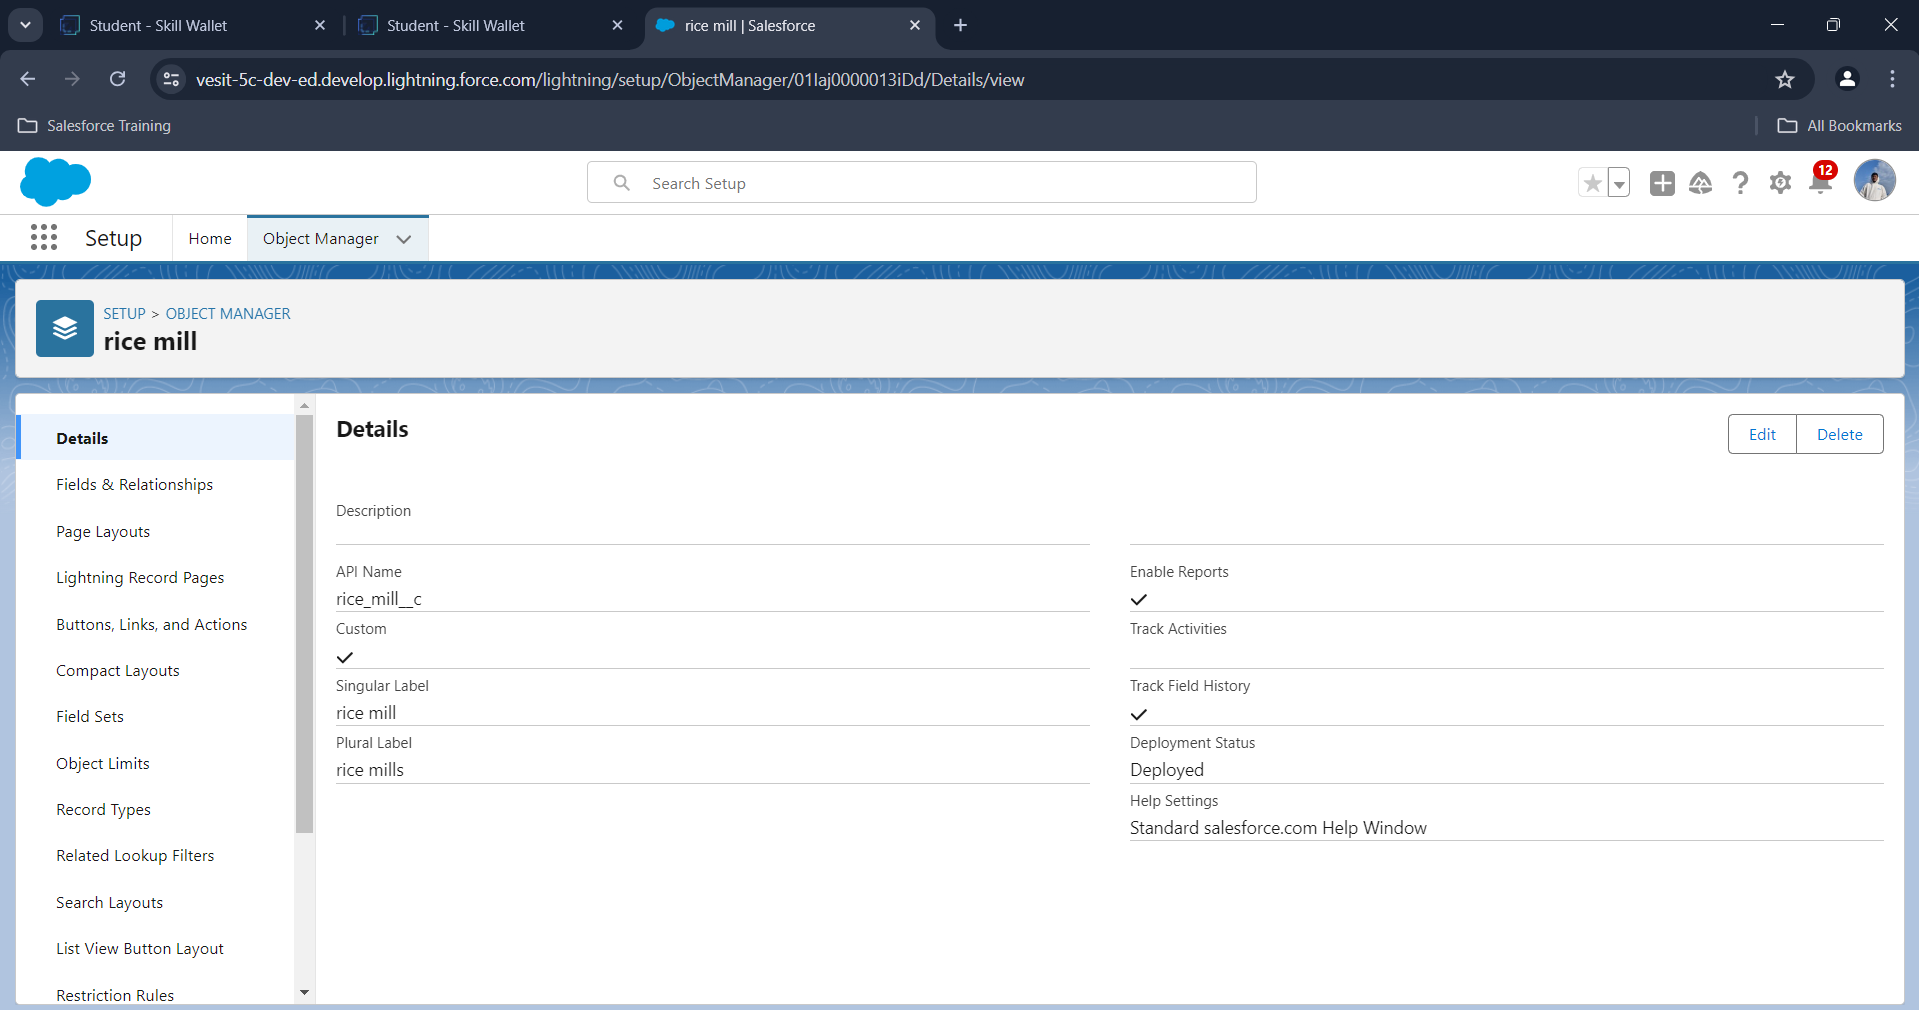 Student - Skill Wallet
Student - Skill Wallet
rice mill | Salesforce
vesit-5c-dev-ed.develop.lightning.force.com/lightning/setup/ObjectManager/01Iaj0000013iDd/Details/view
Salesforce Training
All Bookmarks
Search Setup
12
Setup
Home
Object Manager
SETUP > OBJECT MANAGER
rice mill
Details
Fields & Relationships
Page Layouts
Lightning Record Pages
Buttons, Links, and Actions
Compact Layouts
Field Sets
Object Limits
Record Types
Related Lookup Filters
Search Layouts
List View Button Layout
Restriction Rules
Details
Edit
Delete
Description
API Name
rice_mill__c
Custom
Singular Label
rice mill
Plural Label
rice mills
Enable Reports
Track Activities
Track Field History
Deployment Status
Deployed
Help Settings
Standard salesforce.com Help Window